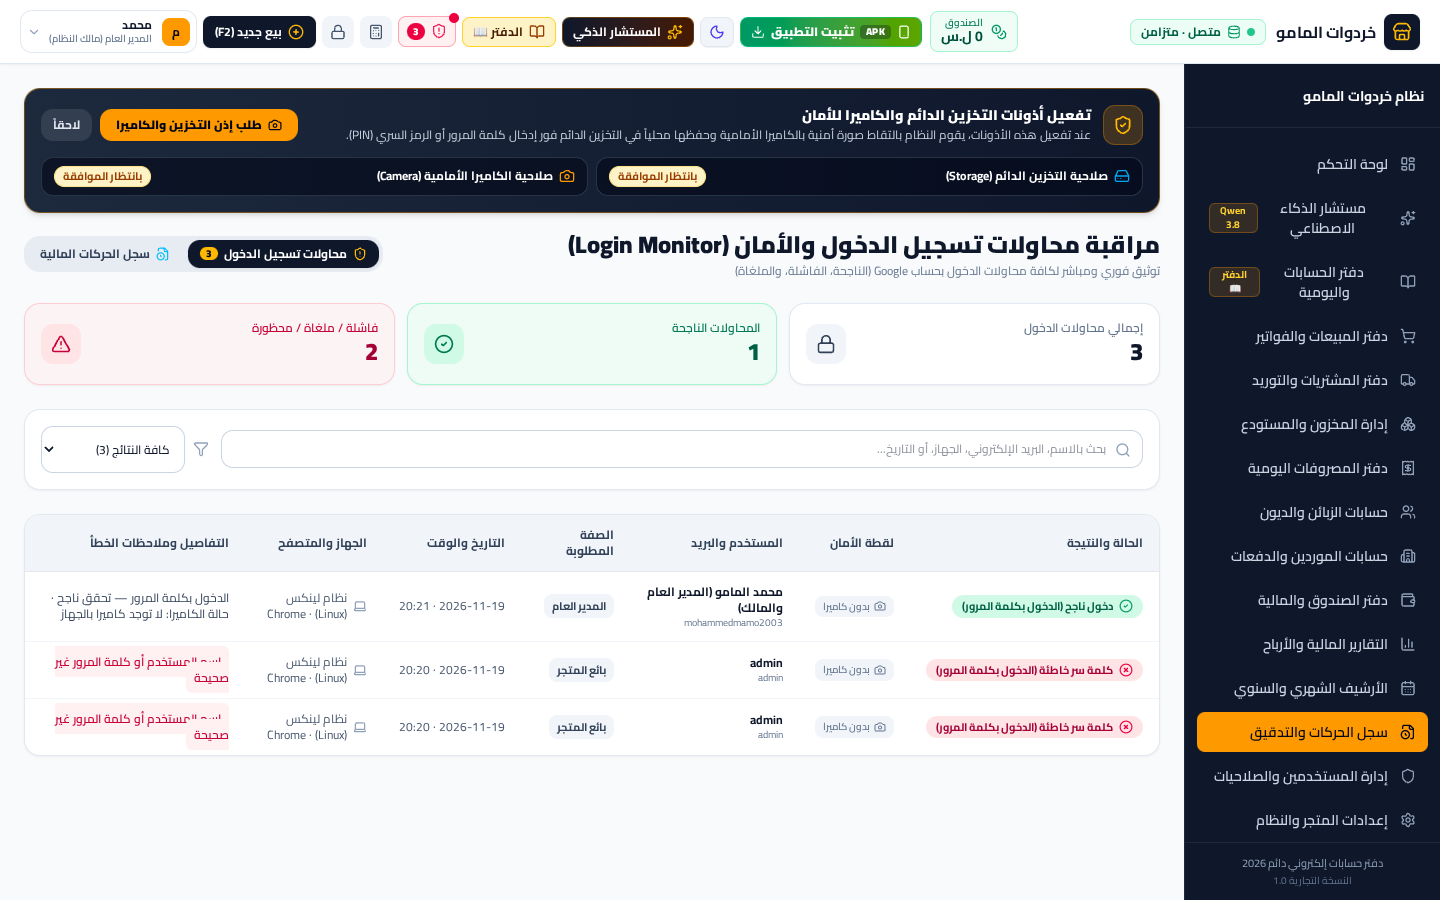 خردوات المامو
متصل · متزامن
الصندوق
0 ل.س
APK تثبيت التطبيق
المستشار الذكي
الدفتر 📖
3
بيع جديد (F2)
م
محمد
المدير العام (مالك النظام)
نظام خردوات المامو
لوحة التحكم
مستشار الذكاء الاصطناعي
Qwen 3.8
دفتر الحسابات واليومية
الدفتر 📖
دفتر المبيعات والفواتير
دفتر المشتريات والتوريد
إدارة المخزون والمستودع
دفتر المصروفات اليومية
حسابات الزبائن والديون
حسابات الموردين والدفعات
دفتر الصندوق والمالية
التقارير المالية والأرباح
الأرشيف الشهري والسنوي
سجل الحركات والتدقيق
إدارة المستخدمين والصلاحيات
إعدادات المتجر والنظام
دفتر حسابات إلكتروني دائم 2026
النسخة التجارية 1.0
تفعيل أذونات التخزين الدائم والكاميرا للأمان
عند تفعيل هذه الأذونات، يقوم النظام بالتقاط صورة أمنية بالكاميرا الأمامية وحفظها محلياً في التخزين الدائم فور إدخال كلمة المرور أو الرمز السري (PIN).
طلب إذن التخزين والكاميرا
لاحقاً
صلاحية التخزين الدائم (Storage)
بانتظار الموافقة
صلاحية الكاميرا الأمامية (Camera)
بانتظار الموافقة
مراقبة محاولات تسجيل الدخول والأمان (Login Monitor)
توثيق فوري ومباشر لكافة محاولات الدخول بحساب Google (الناجحة، الفاشلة، والملغاة)
محاولات تسجيل الدخول 3
سجل الحركات المالية
إجمالي محاولات الدخول
3
المحاولات الناجحة
1
فاشلة / ملغاة / محظورة
2
بحث بالاسم، البريد الإلكتروني، الجهاز، أو التاريخ...
كافة النتائج (3)
الحالة والنتيجة
لقطة الأمان
المستخدم والبريد
الصفة المطلوبة
التاريخ والوقت
الجهاز والمتصفح
التفاصيل وملاحظات الخطأ
دخول ناجح (الدخول بكلمة المرور)
بدون كاميرا
محمد المامو (المدير العام والمالك)
mohammedmamo2003
المدير العام
2026-11-19 · 20:21
نظام لينكس (Linux) · Chrome
الدخول بكلمة المرور — تحقق ناجح · حالة الكاميرا: لا توجد كاميرا بالجهاز
كلمة سر خاطئة (الدخول بكلمة المرور)
بدون كاميرا
admin
admin
بائع المتجر
2026-11-19 · 20:20
نظام لينكس (Linux) · Chrome
اسم المستخدم أو كلمة المرور غير صحيحة
كلمة سر خاطئة (الدخول بكلمة المرور)
بدون كاميرا
admin
admin
بائع المتجر
2026-11-19 · 20:20
نظام لينكس (Linux) · Chrome
اسم المستخدم أو كلمة المرور غير صحيحة